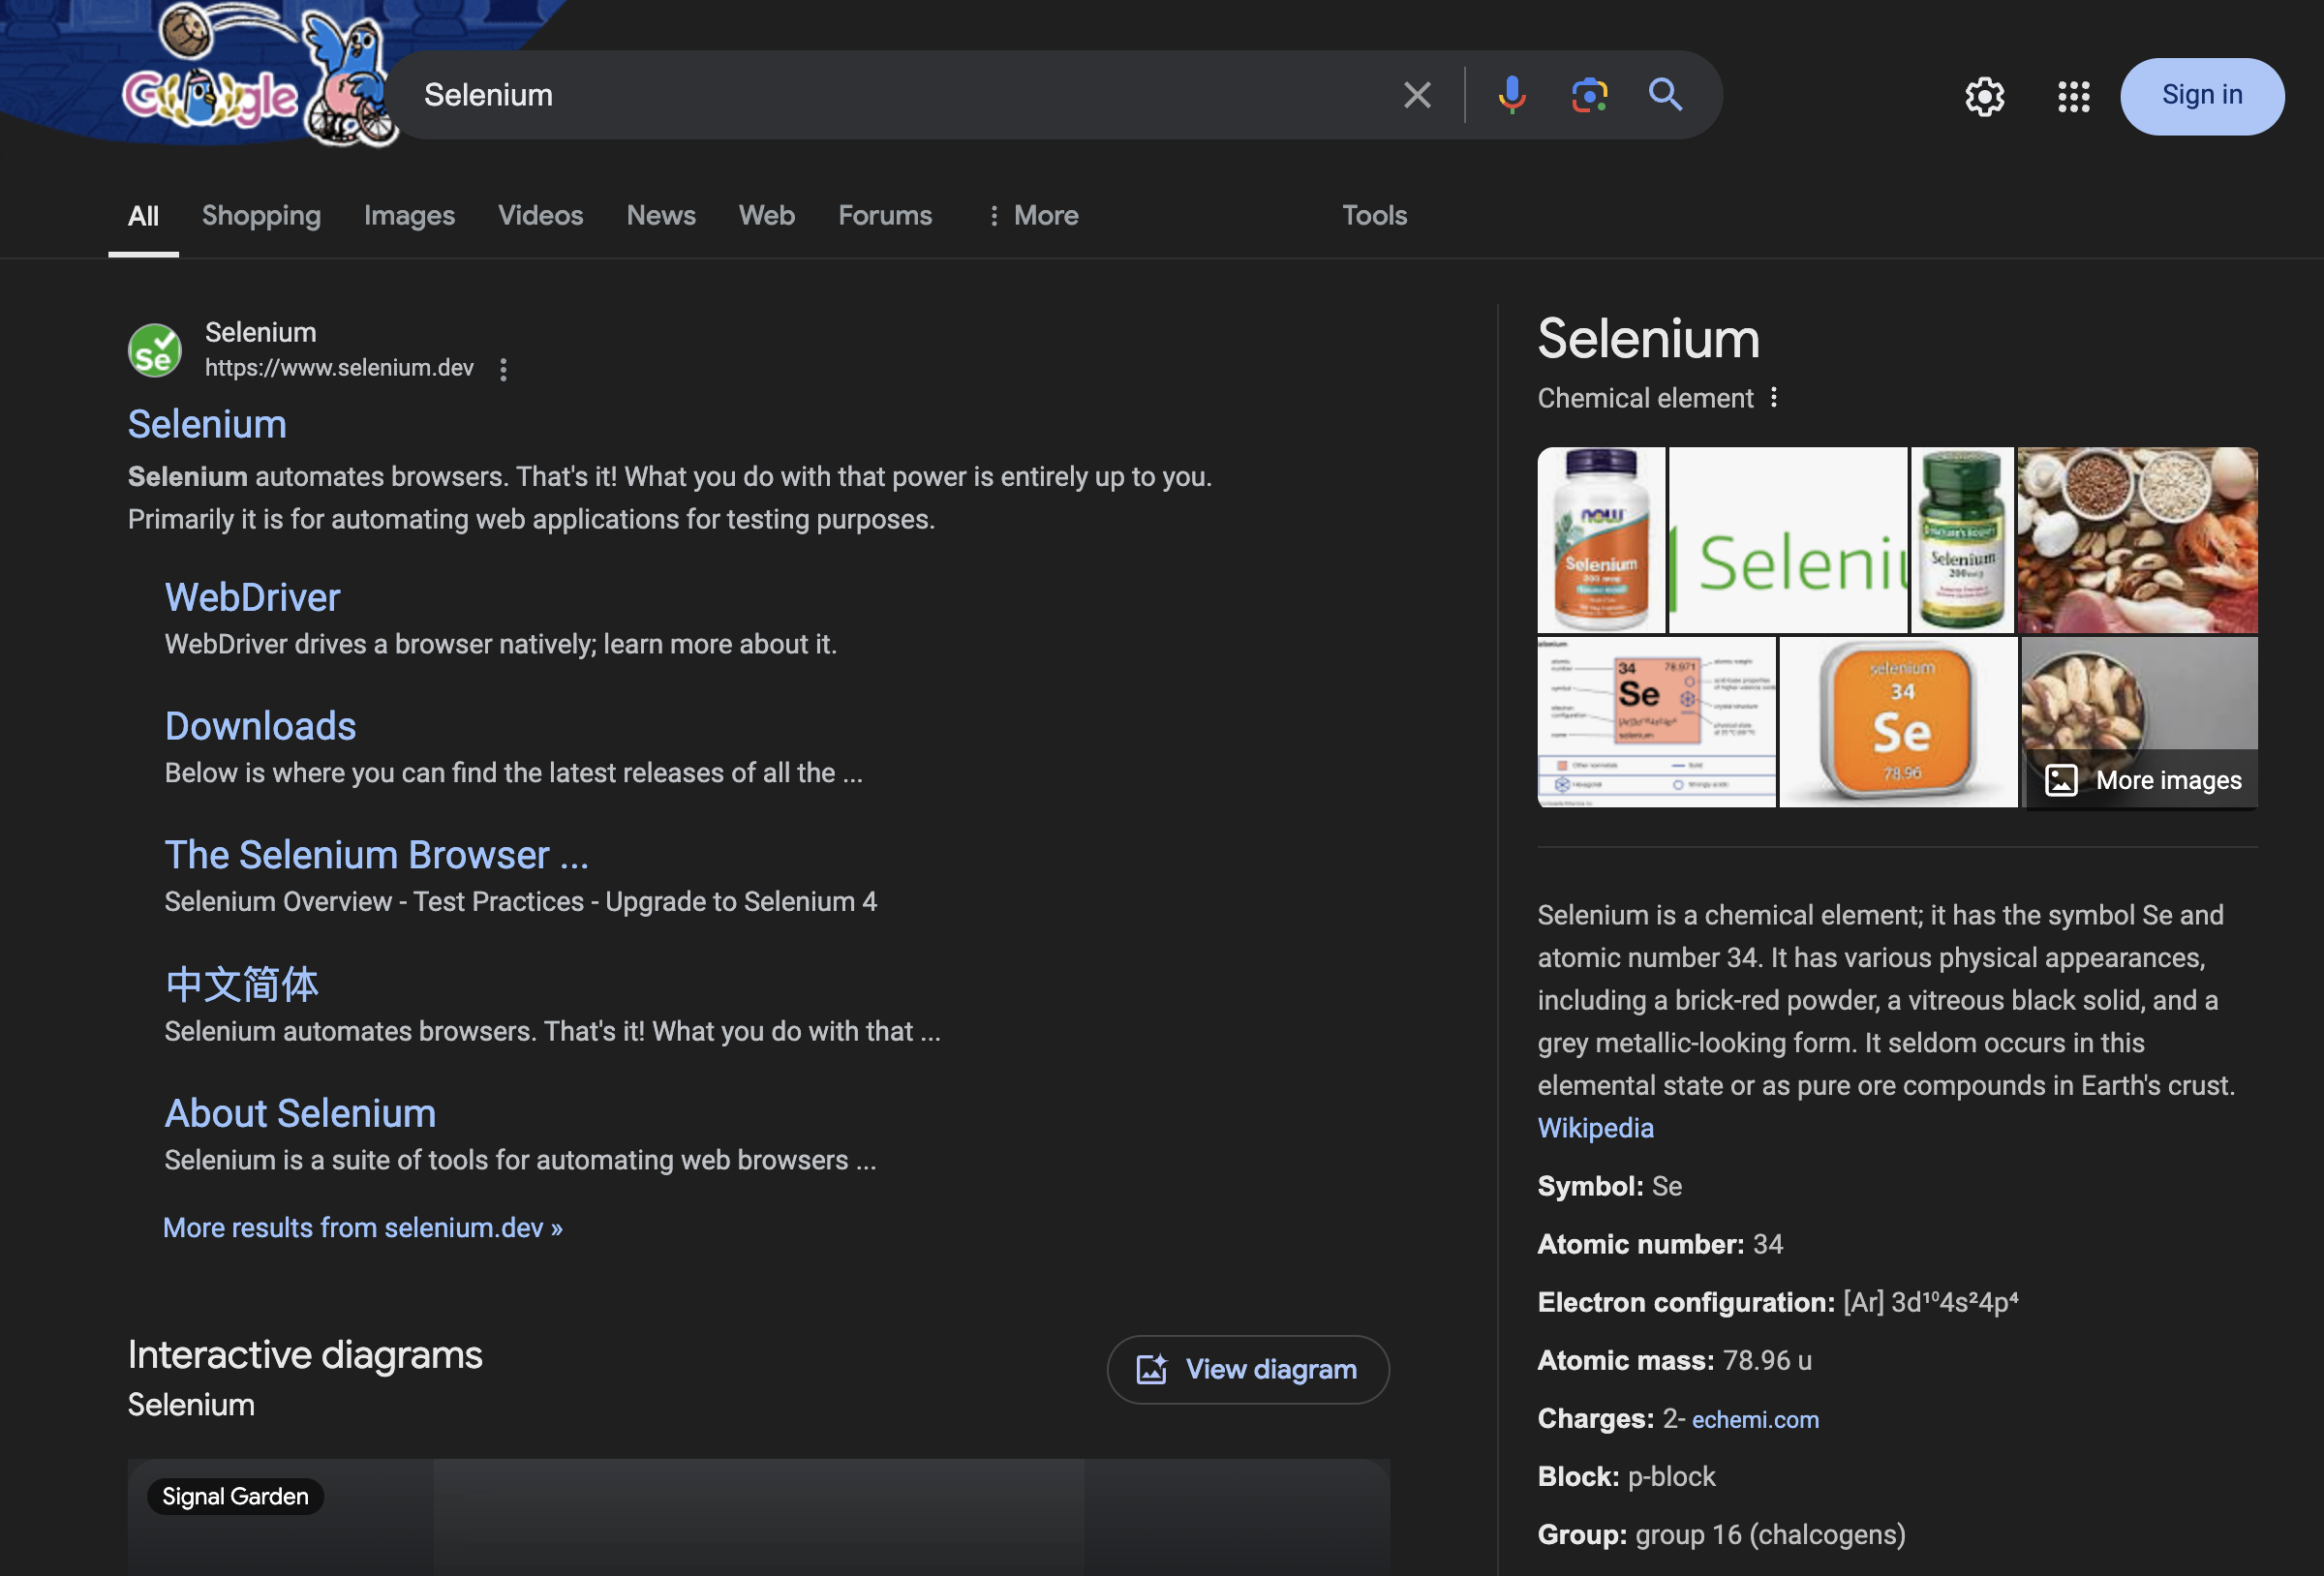 Google
Selenium
Sign in
All
Shopping
Images
Videos
News
Web
Forums
More
Tools
Se
Selenium
https://www.selenium.dev
Selenium
Selenium automates browsers. That's it! What you do with that power is entirely up to you.
Primarily it is for automating web applications for testing purposes.
WebDriver
WebDriver drives a browser natively; learn more about it.
Downloads
Below is where you can find the latest releases of all the ...
The Selenium Browser ...
Selenium Overview - Test Practices - Upgrade to Selenium 4
中文简体
Selenium automates browsers. That's it! What you do with that ...
About Selenium
Selenium is a suite of tools for automating web browsers ...
More results from selenium.dev »
Interactive diagrams
Selenium
View diagram
Signal Garden
Selenium
Chemical element
NOW
Selenium
200 mcg
Seleniu
Selenium
200
34 78.971
Se
selenium
selenium
34
Se
78.96
More images
Selenium is a chemical element; it has the symbol Se and
atomic number 34. It has various physical appearances,
including a brick-red powder, a vitreous black solid, and a
grey metallic-looking form. It seldom occurs in this
elemental state or as pure ore compounds in Earth's crust.
Wikipedia
Symbol: Se
Atomic number: 34
Electron configuration: [Ar] 3d¹⁰4s²4p⁴
Atomic mass: 78.96 u
Charges: 2- echemi.com
Block: p-block
Group: group 16 (chalcogens)